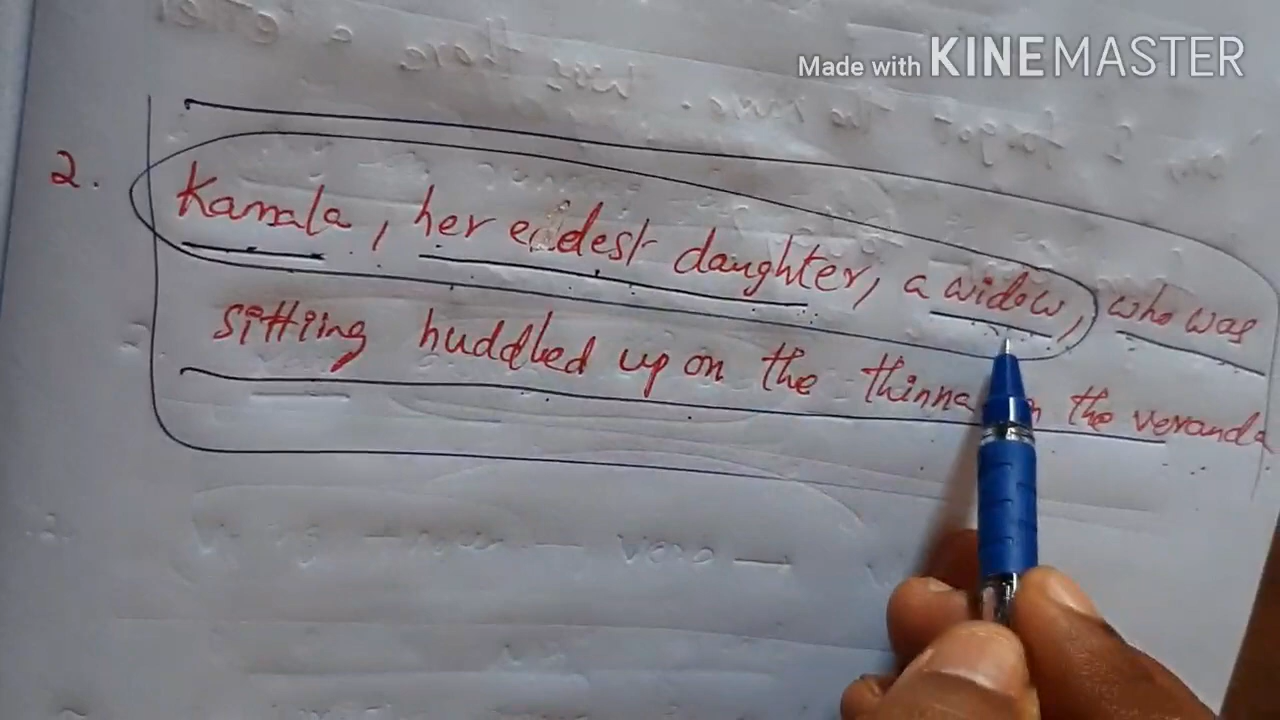 Made with KINEMASTER
2. Kamala, her eldest daughter, a widow, who was
sitting huddled up on the thinna the veranda